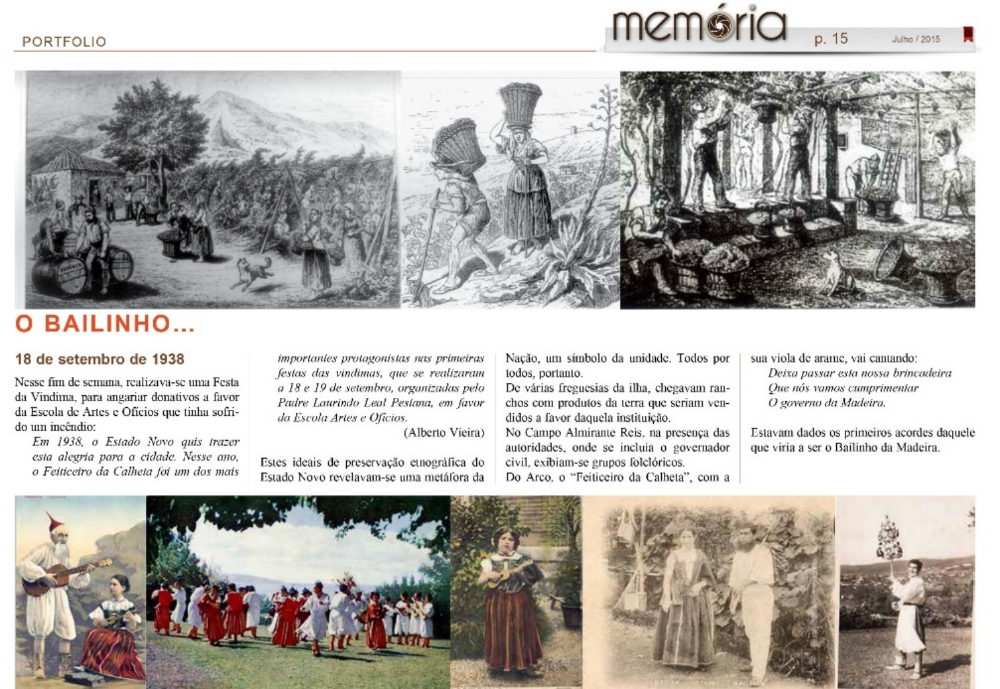 PORTFOLIO
memória
p. 15
Julho / 2015
O BAILINHO...
18 de setembro de 1938
Nesse fim de semana, realizava-se uma Festa
da Vindima, para angariar donativos a favor
da Escola de Artes e Ofícios que tinha sofri-
do um incêndio:
Em 1938, o Estado Novo quis trazer
esta alegria para a cidade. Nesse ano,
o Feiticeiro da Calheta foi um dos mais
importantes protagonistas nas primeiras
festas das vindimas, que se realizaram
a 18 e 19 de setembro, organizadas pelo
Padre Laurindo Leal Pestana, em favor
da Escola Artes e Ofícios.
(Alberto Vieira)
Estes ideais de preservação etnográfica do
Estado Novo revelavam-se uma metáfora da
Nação, um símbolo da unidade. Todos por
todos, portanto.
De várias freguesias da ilha, chegavam ran-
chos com produtos da terra que seriam ven-
didos a favor daquela instituição.
No Campo Almirante Reis, na presença das
autoridades, onde se incluia o governador
civil, exibiam-se grupos folclóricos.
Do Arco, o “Feiticeiro da Calheta”, com a
sua viola de arame, vai cantando:
Deixa passar esta nossa brincadeira
Que nós vamos cumprimentar
O governo da Madeira.
Estavam dados os primeiros acordes daquele
que viria a ser o Bailinho da Madeira.